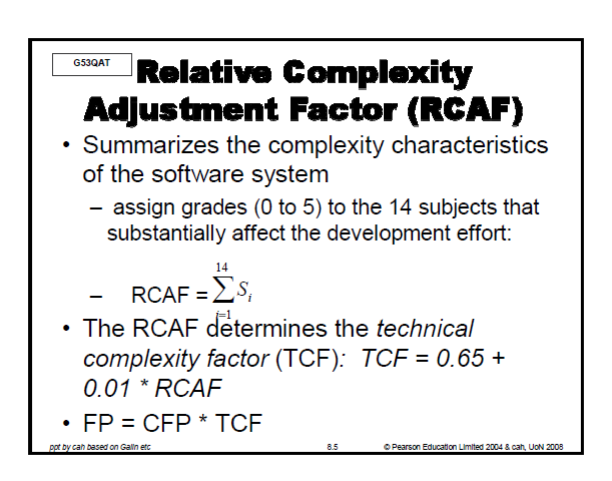 G53QAT
Relative Complexity
Adjustment Factor (RCAF)
• Summarizes the complexity characteristics
of the software system
– assign grades (0 to 5) to the 14 subjects that
substantially affect the development effort:
14
– RCAF = ∑ Si
i=1
• The RCAF determines the technical
complexity factor (TCF): TCF = 0.65 +
0.01 * RCAF
• FP = CFP * TCF
ppt by cah based on Galin etc 8.5 © Pearson Education Limited 2004 & cah, UoN 2008